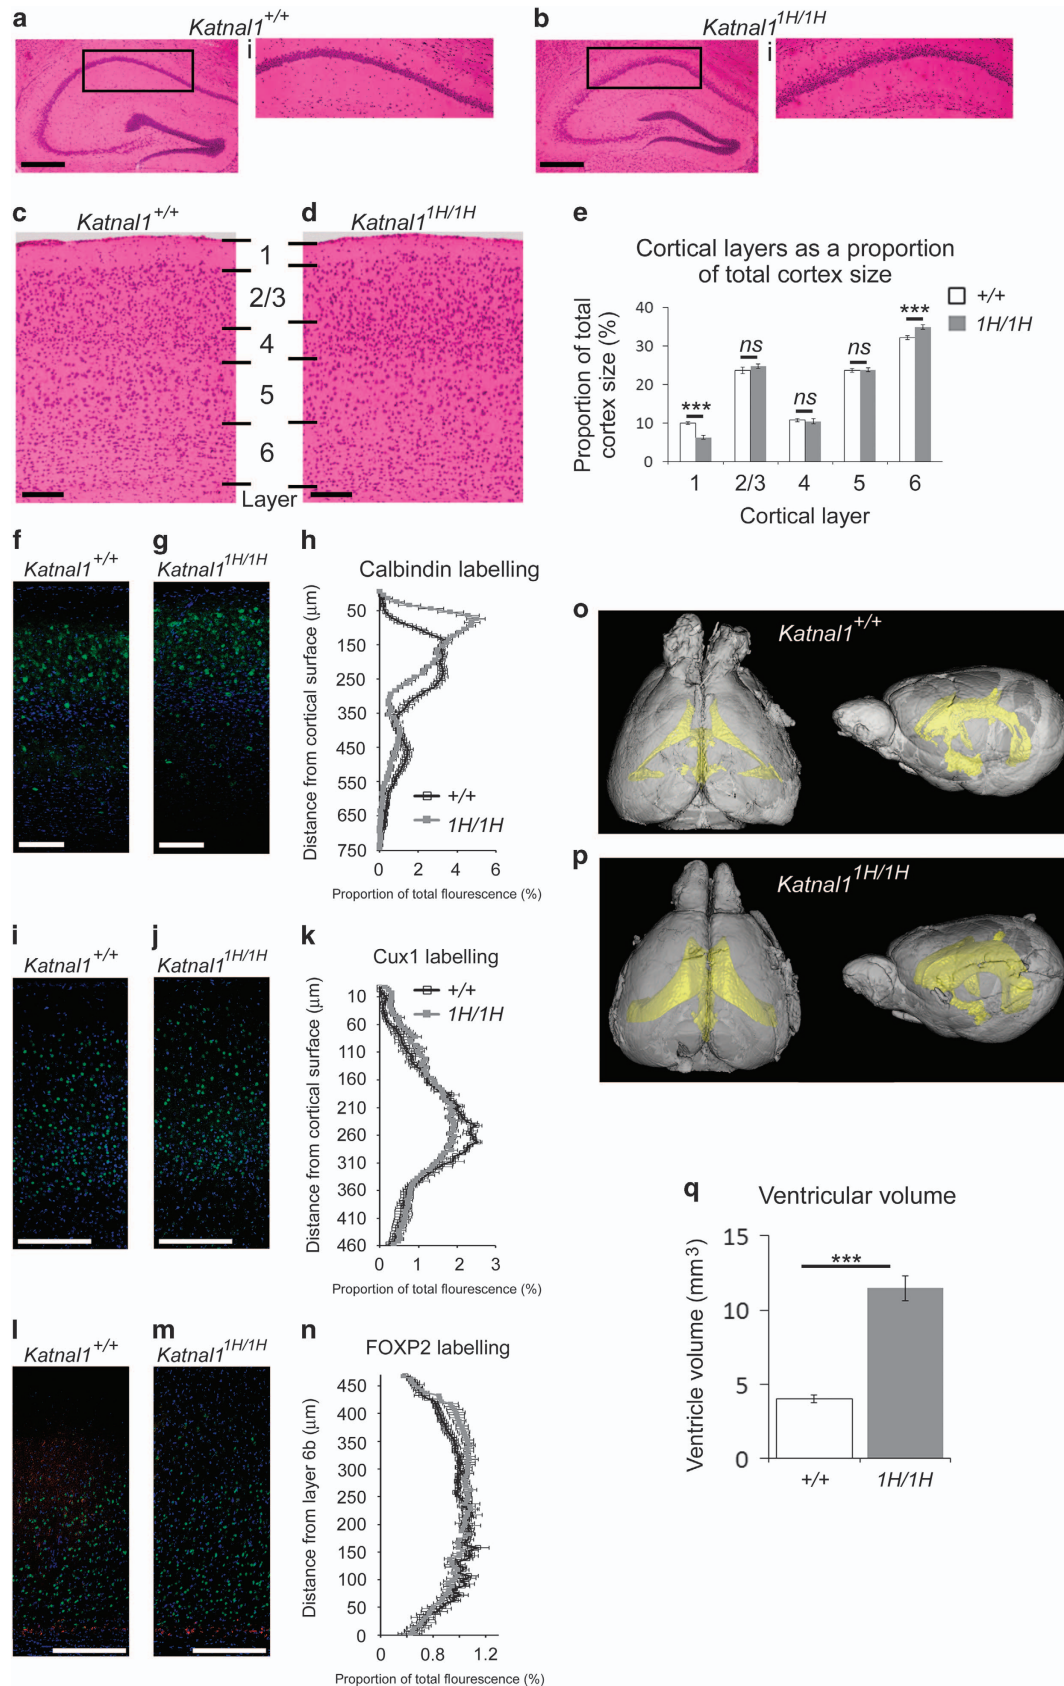 a
Katnal1+/+
i
b
Katnal11H/1H
i
c
Katnal1+/+
d
Katnal11H/1H
1
2/3
4
5
6
Layer
e
Cortical layers as a proportion
of total cortex size
+/+
1H/1H
Proportion of total
cortex size (%)
40
30
20
10
0
***
ns
ns
ns
***
1 2/3 4 5 6
Cortical layer
f
Katnal1+/+
g
Katnal11H/1H
h
Calbindin labelling
Distance from cortical surface (μm)
50
150
250
350
450
550
650
750
+/+
1H/1H
0 2 4 6
Proportion of total flourescence (%)
i
Katnal1+/+
j
Katnal11H/1H
k
Cux1 labelling
+/+
1H/1H
Distance from cortical surface (μm)
10
60
110
160
210
260
310
360
410
460
0 1 2 3
Proportion of total flourescence (%)
l
Katnal1+/+
m
Katnal11H/1H
n
FOXP2 labelling
Distance from layer 6b (μm)
450
400
350
300
250
200
150
100
50
0
0 0.4 0.8 1.2
Proportion of total flourescence (%)
o
Katnal1+/+
p
Katnal11H/1H
q
Ventricular volume
Ventricle volume (mm3)
15
10
5
0
***
+/+ 1H/1H